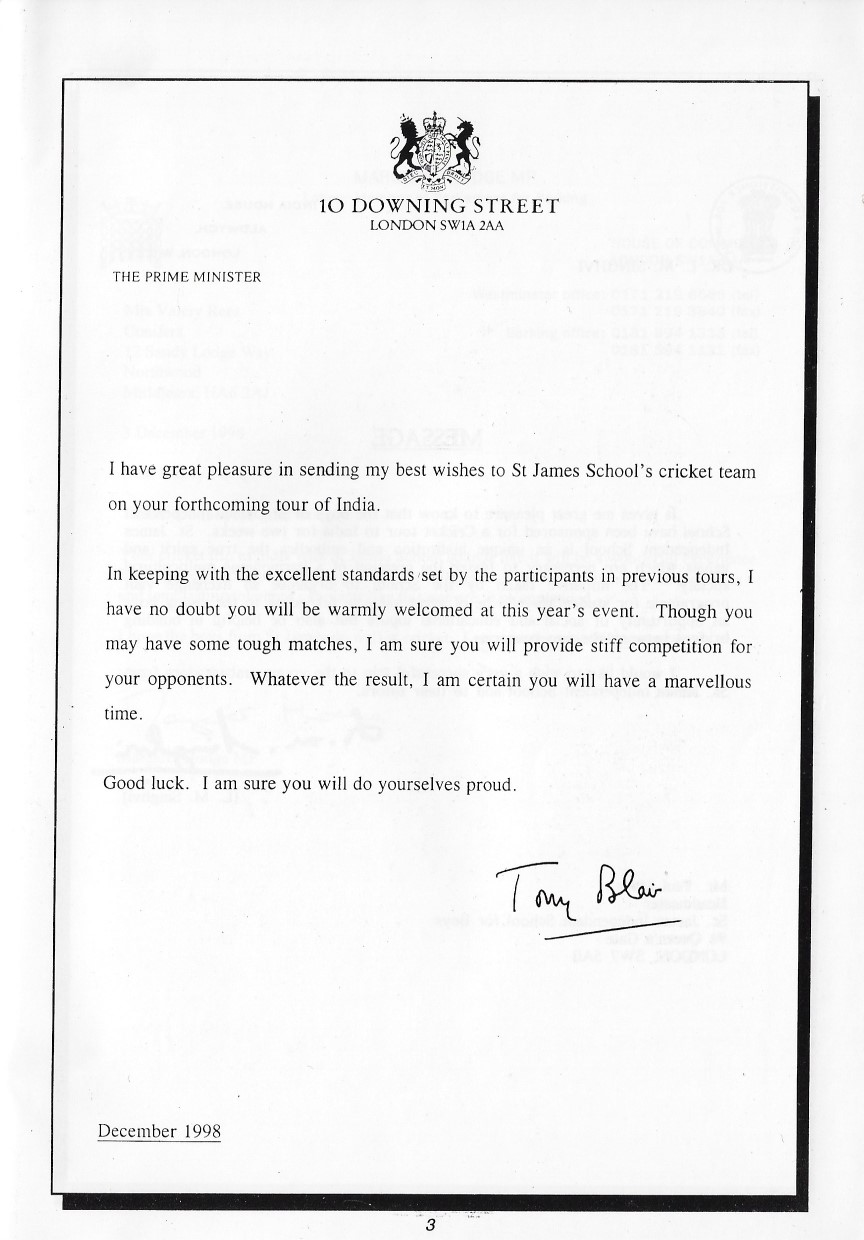 10 DOWNING STREET
LONDON SW1A 2AA
THE PRIME MINISTER
I have great pleasure in sending my best wishes to St James School's cricket team
on your forthcoming tour of India.
In keeping with the excellent standards set by the participants in previous tours, I
have no doubt you will be warmly welcomed at this year's event. Though you
may have some tough matches, I am sure you will provide stiff competition for
your opponents. Whatever the result, I am certain you will have a marvellous
time.
Good luck. I am sure you will do yourselves proud.
Tony Blair
December 1998
3